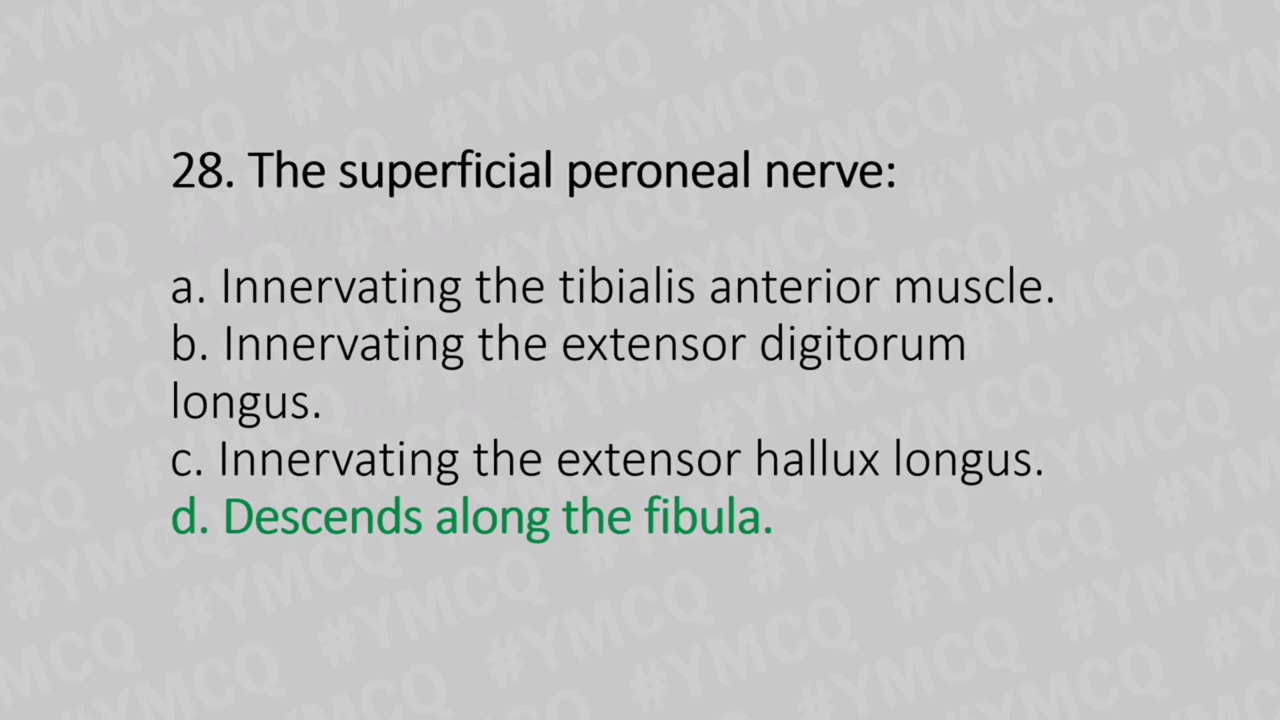 28. The superficial peroneal nerve:
a. Innervating the tibialis anterior muscle.
b. Innervating the extensor digitorum
longus.
c. Innervating the extensor hallux longus.
d. Descends along the fibula.
#YMCQ